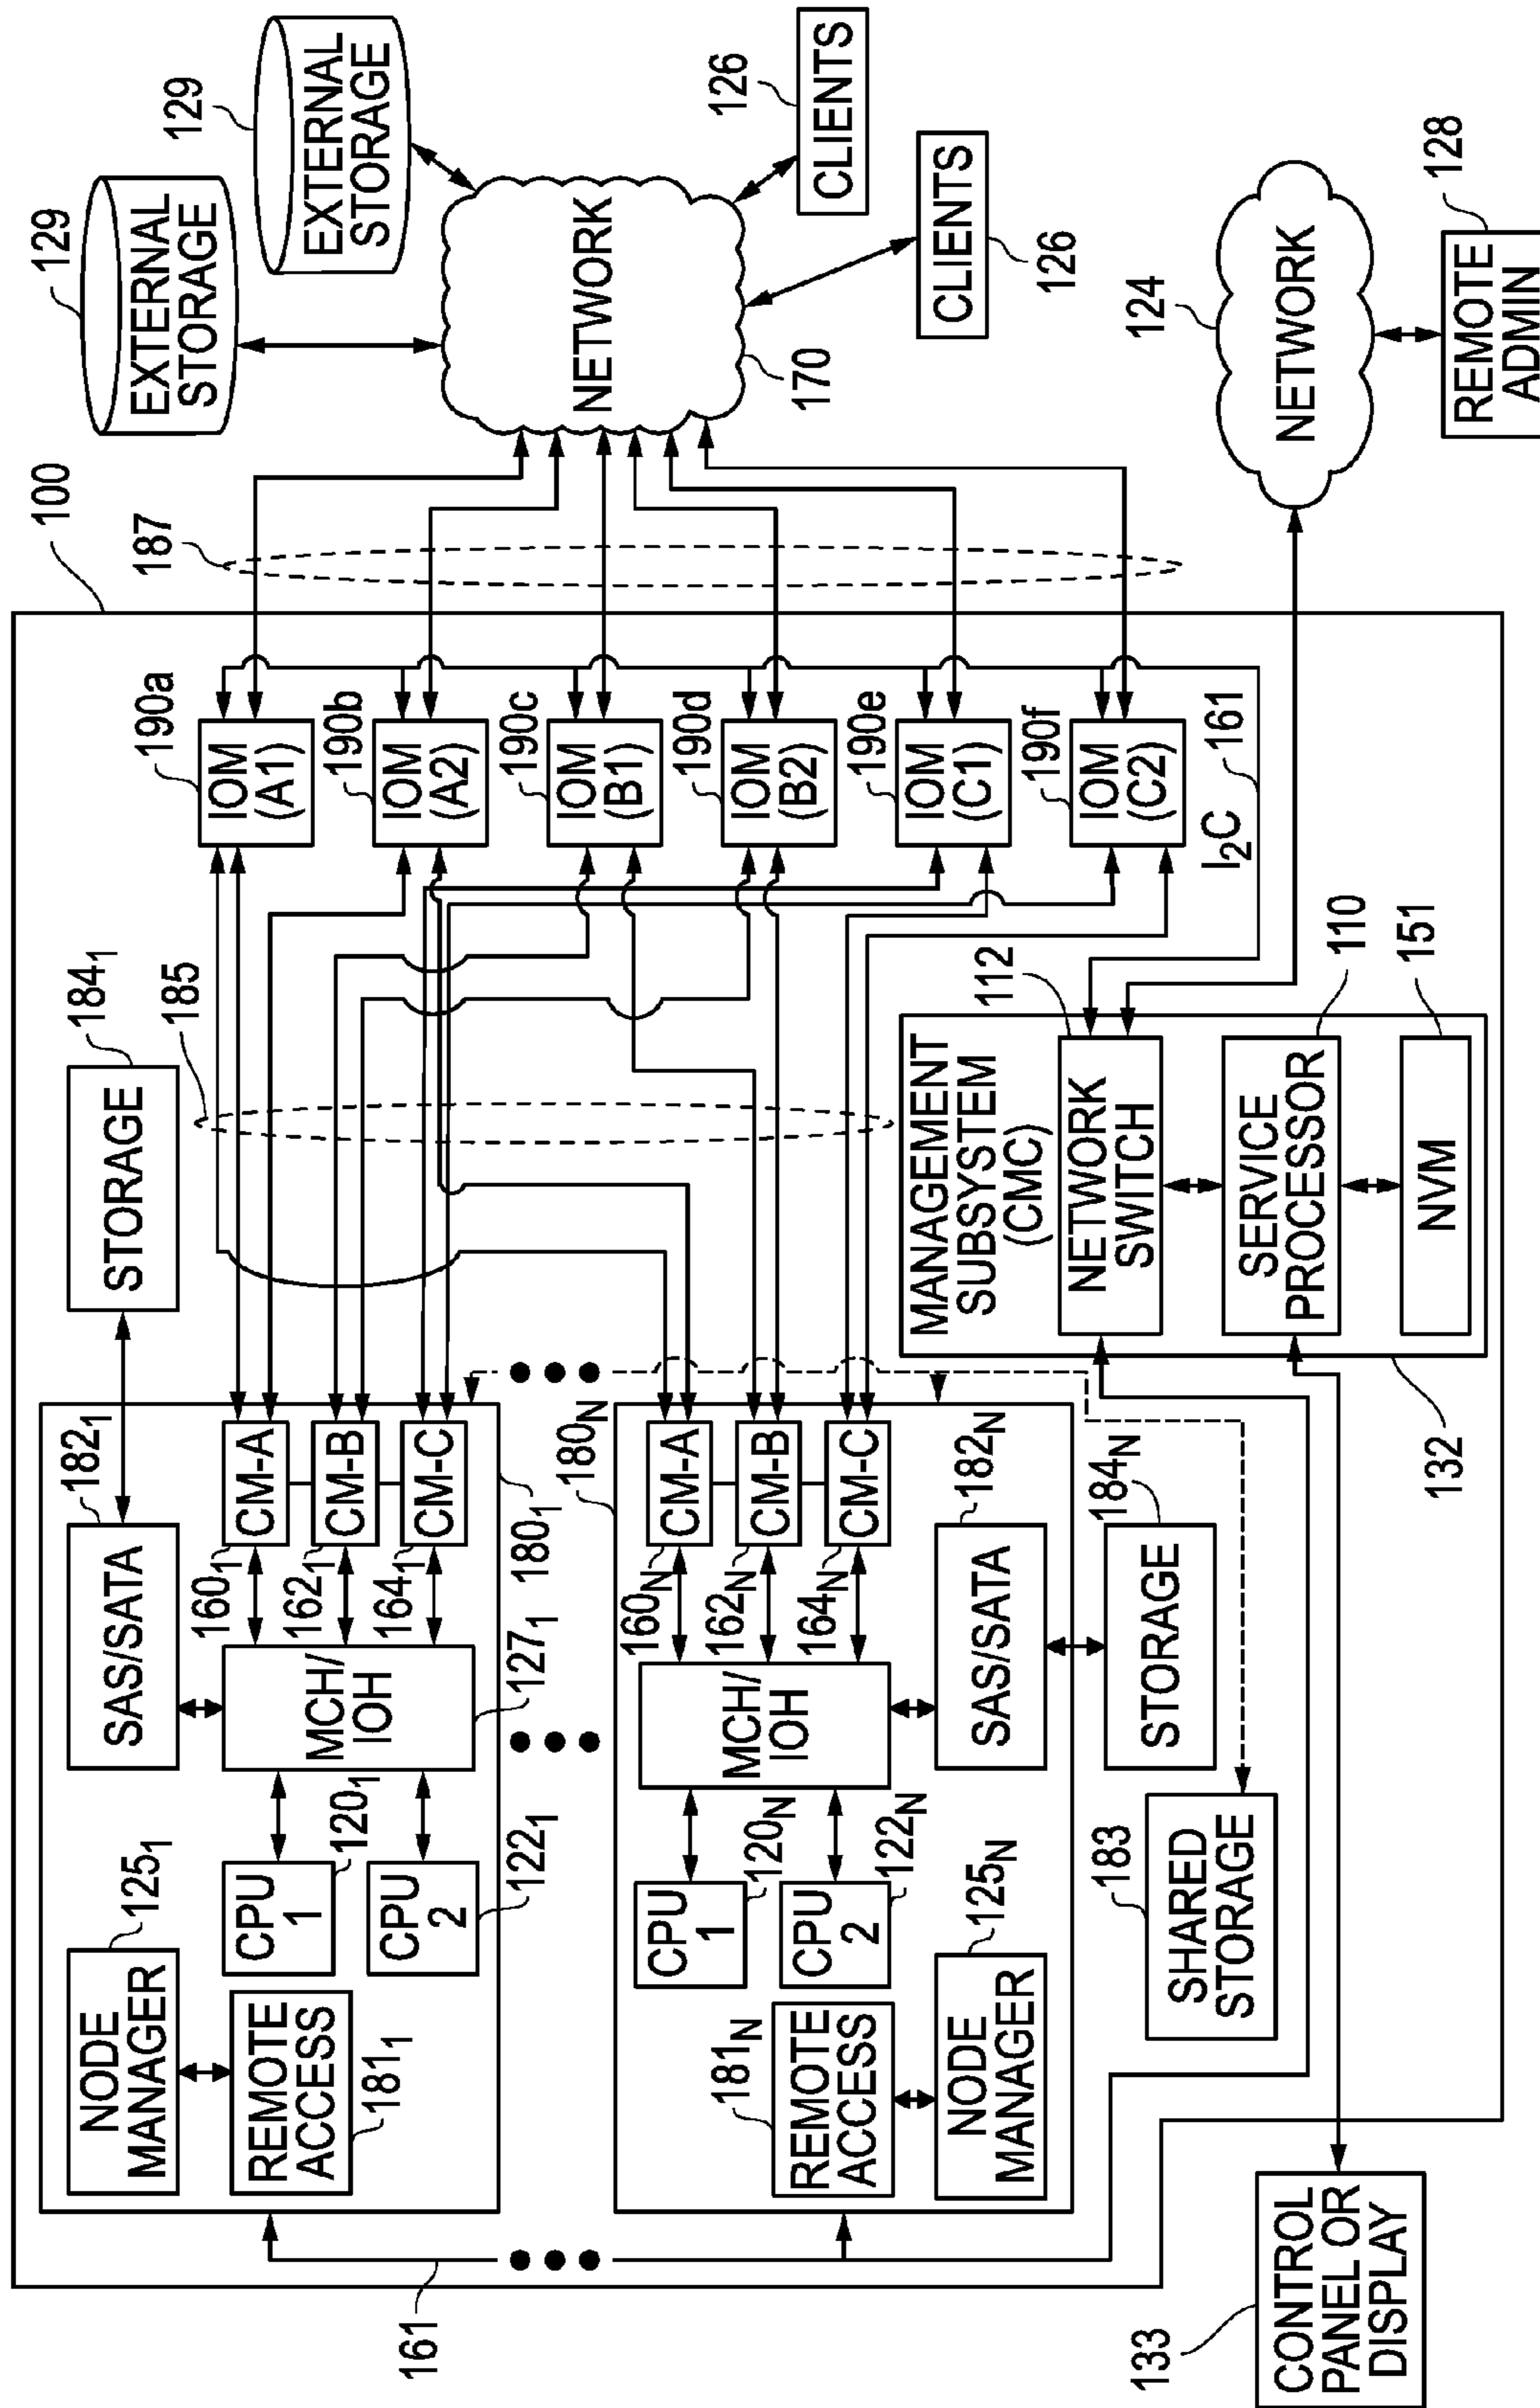 100
187
129
EXTERNAL
STORAGE
129
EXTERNAL
STORAGE
NETWORK
170
126
CLIENTS
CLIENTS
126
124
NETWORK
128
REMOTE
ADMIN
125₁
NODE
MANAGER
REMOTE
ACCESS
181₁
182₁
SAS/SATA
184₁
STORAGE
185
MCH/
IOH
127₁
CPU
1
120₁
CPU
2
122₁
160₁
CM-A
162₁
CM-B
164₁
CM-C
180₁
190a
IOM
(A1)
190b
IOM
(A2)
190c
IOM
(B1)
190d
IOM
(B2)
190e
IOM
(C1)
190f
IOM
(C2)
I₂C
161
180N
CPU
1
120N
CPU
2
122N
MCH/
IOH
160N
CM-A
162N
CM-B
164N
CM-C
181N
REMOTE
ACCESS
125N
NODE
MANAGER
182N
SAS/SATA
184N
STORAGE
183
SHARED
STORAGE
MANAGEMENT
SUBSYSTEM
(CMC)
112
NETWORK
SWITCH
110
SERVICE
PROCESSOR
151
NVM
132
161
133
CONTROL
PANEL OR
DISPLAY